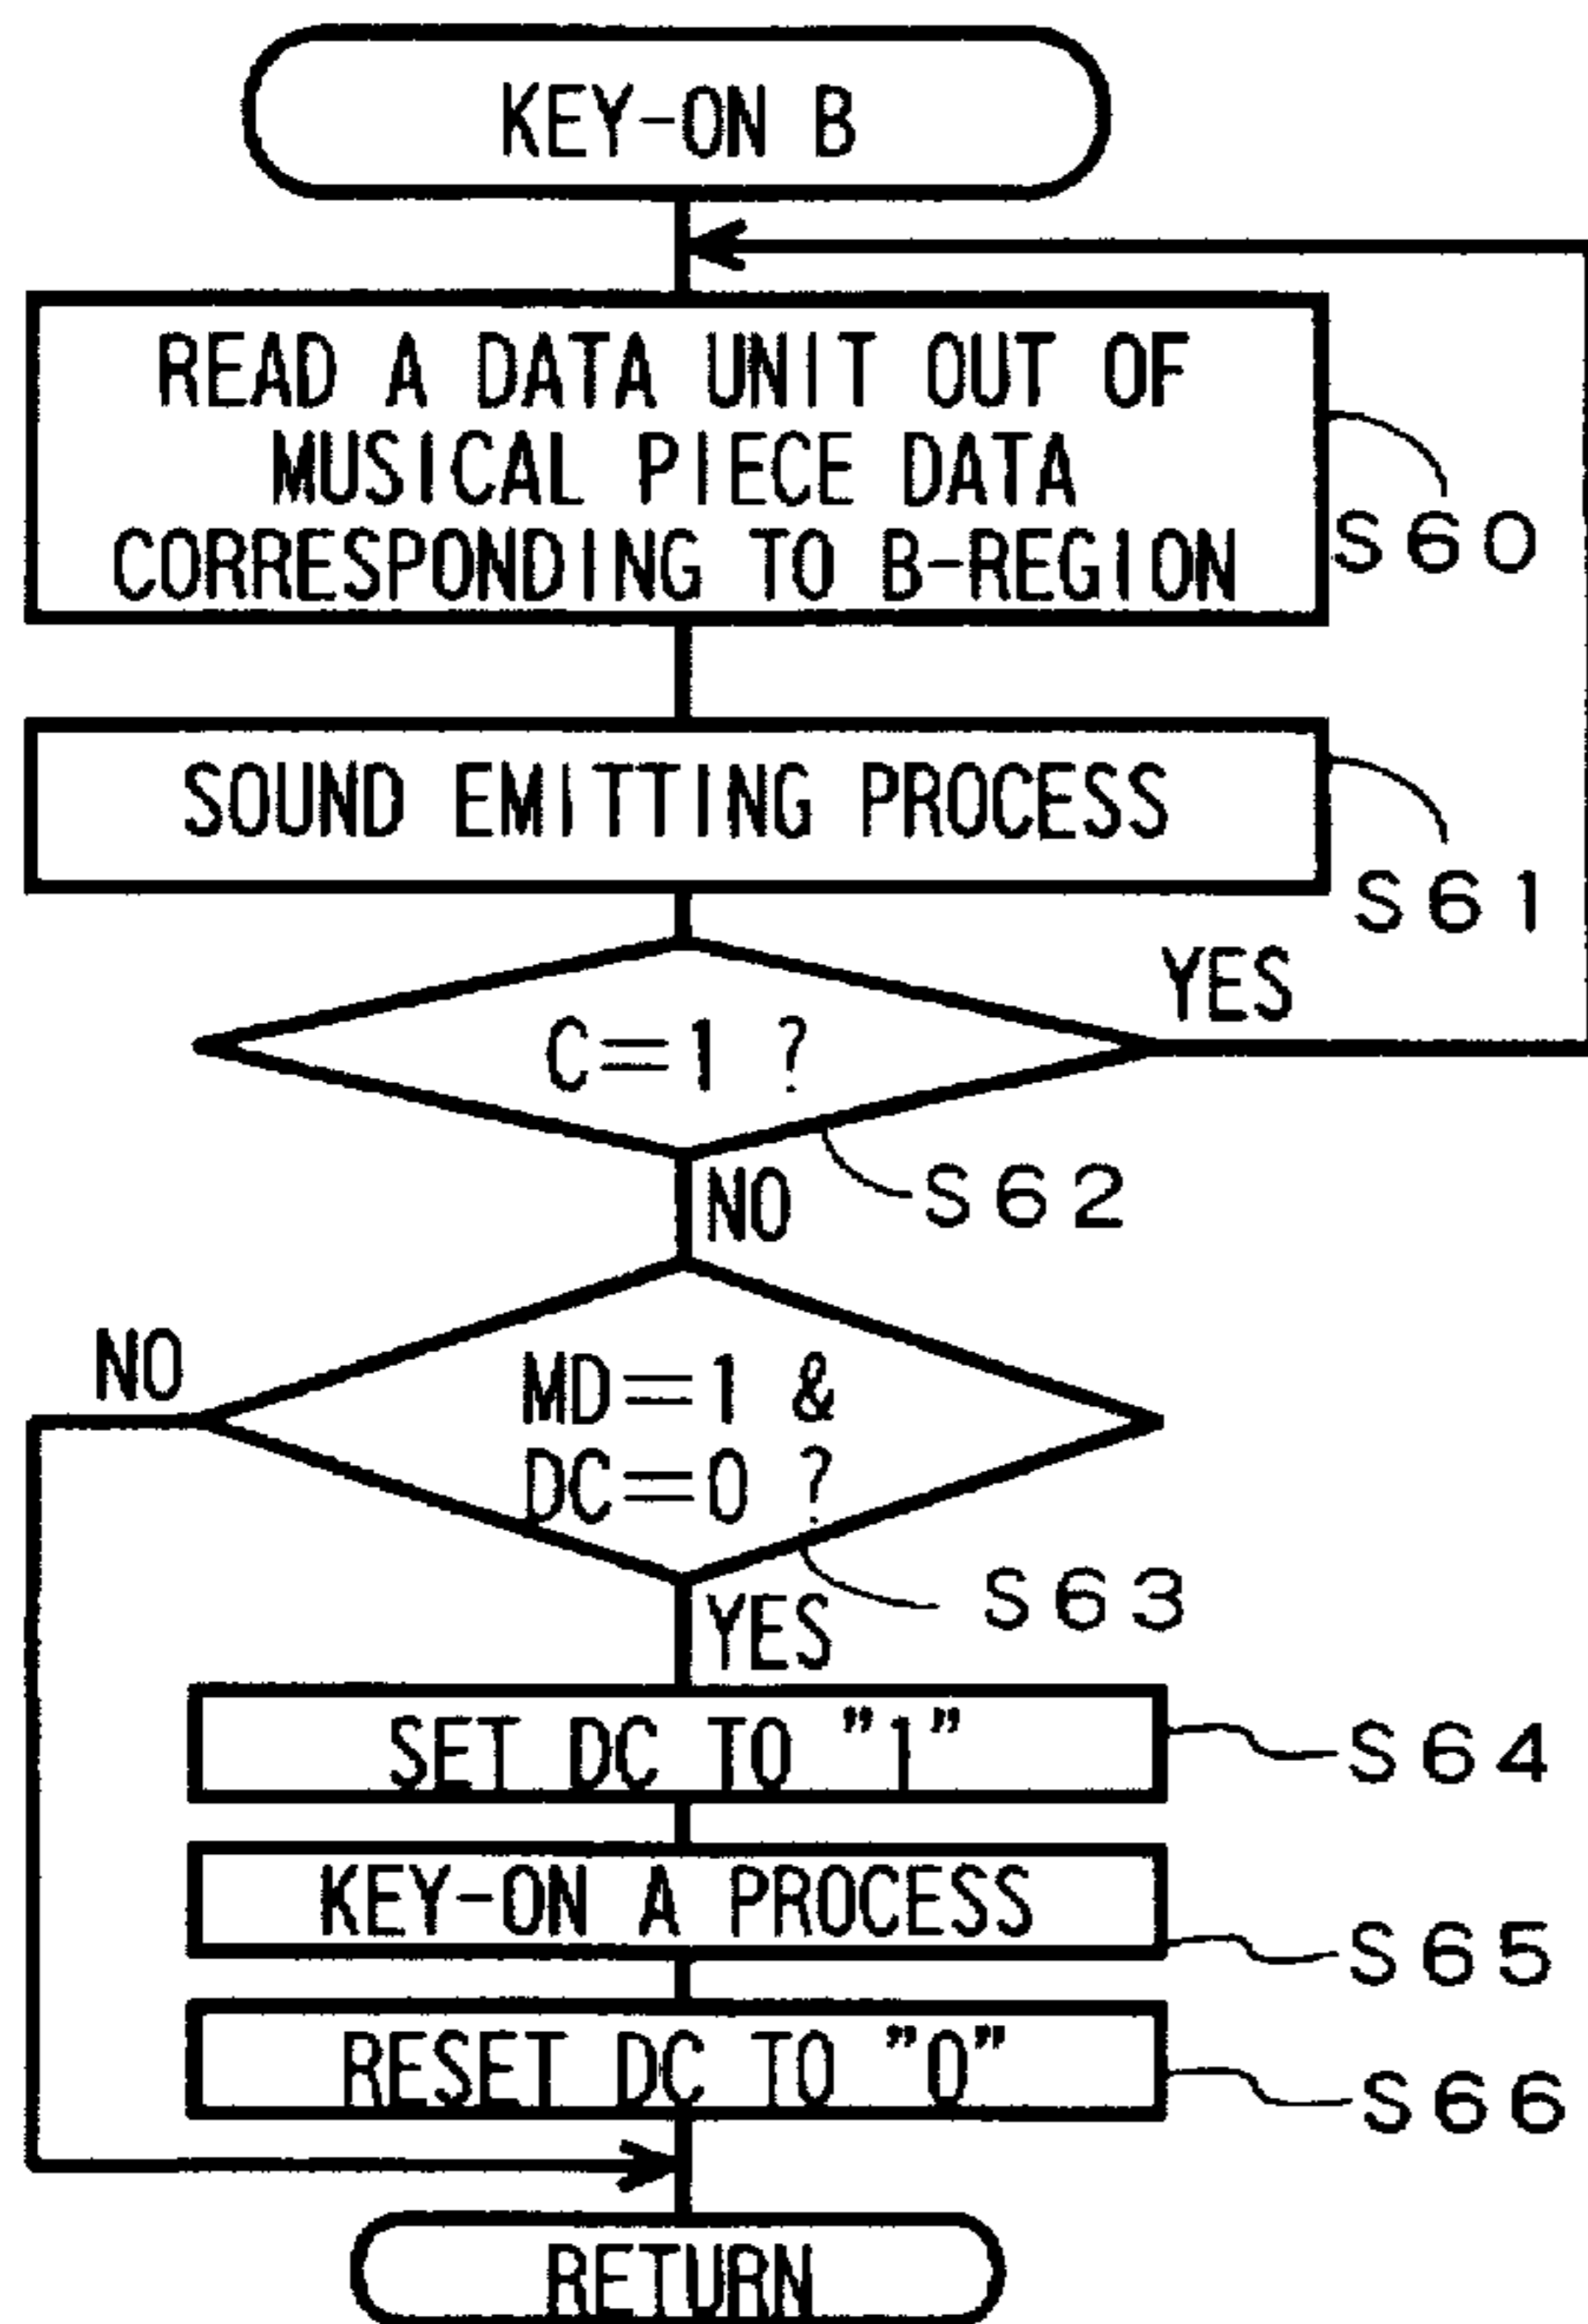 KEY-ON B
READ A DATA UNIT OUT OF
MUSICAL PIECE DATA
CORRESPONDING TO B-REGION
S60
SOUND EMITTING PROCESS
S61
YES
C=1 ?
S62
NO
NO
MD=1 &
DC=0 ?
S63
YES
SET DC TO "1"
S64
KEY-ON A PROCESS
S65
RESET DC TO "0"
S66
RETURN